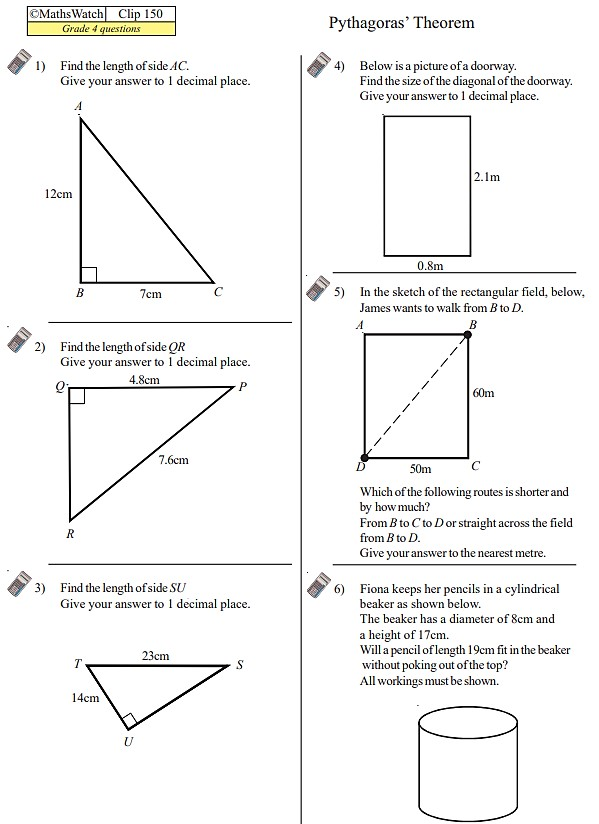 ©MathsWatch Clip 150
Grade 4 questions
Pythagoras' Theorem
1) Find the length of side AC.
Give your answer to 1 decimal place.
A
12cm
B
7cm
C
2) Find the length of side QR
Give your answer to 1 decimal place.
4.8cm
Q
P
7.6cm
R
3) Find the length of side SU
Give your answer to 1 decimal place.
23cm
T
S
14cm
U
4) Below is a picture of a doorway.
Find the size of the diagonal of the doorway.
Give your answer to 1 decimal place.
2.1m
0.8m
5) In the sketch of the rectangular field, below,
James wants to walk from B to D.
A
B
60m
D
50m
C
Which of the following routes is shorter and
by how much?
From B to C to D or straight across the field
from B to D.
Give your answer to the nearest metre.
6) Fiona keeps her pencils in a cylindrical
beaker as shown below.
The beaker has a diameter of 8cm and
a height of 17cm.
Will a pencil of length 19cm fit in the beaker
without poking out of the top?
All workings must be shown.